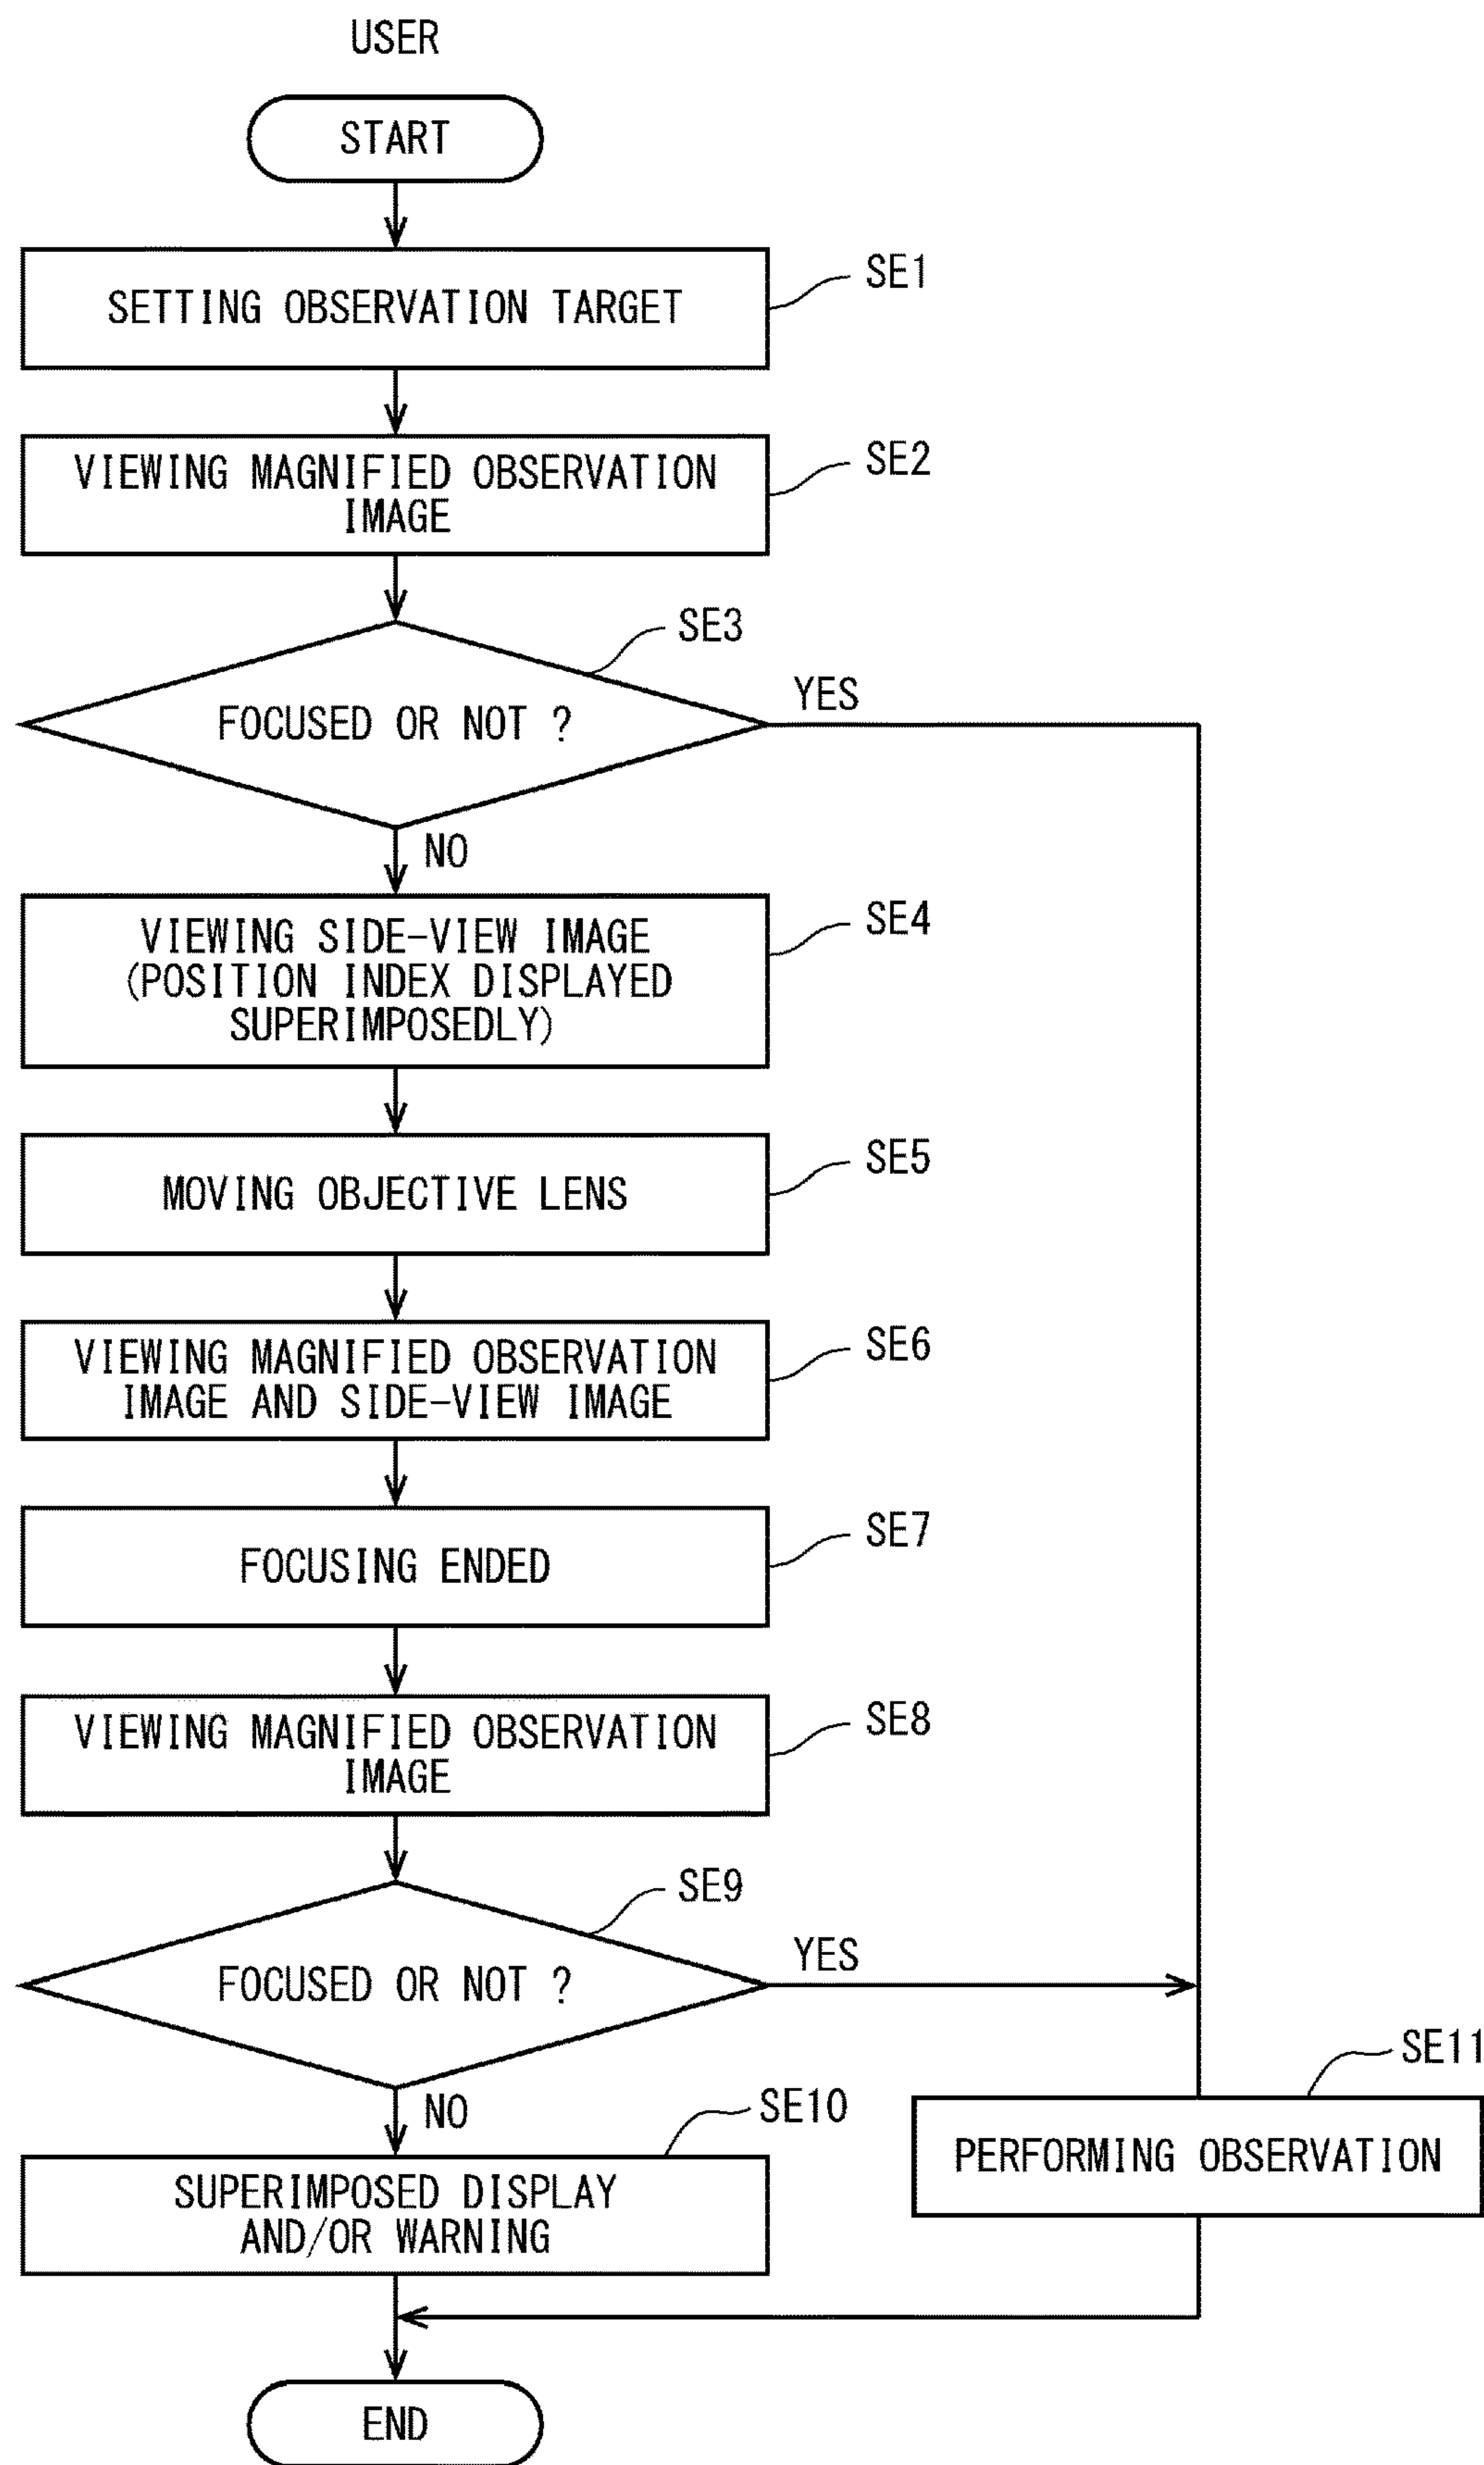 USER
START
SETTING OBSERVATION TARGET
SE1
VIEWING MAGNIFIED OBSERVATION
IMAGE
SE2
FOCUSED OR NOT ?
SE3
YES
NO
VIEWING SIDE-VIEW IMAGE
(POSITION INDEX DISPLAYED
SUPERIMPOSEDLY)
SE4
MOVING OBJECTIVE LENS
SE5
VIEWING MAGNIFIED OBSERVATION
IMAGE AND SIDE-VIEW IMAGE
SE6
FOCUSING ENDED
SE7
VIEWING MAGNIFIED OBSERVATION
IMAGE
SE8
FOCUSED OR NOT ?
SE9
YES
NO
SUPERIMPOSED DISPLAY
AND/OR WARNING
SE10
PERFORMING OBSERVATION
SE11
END